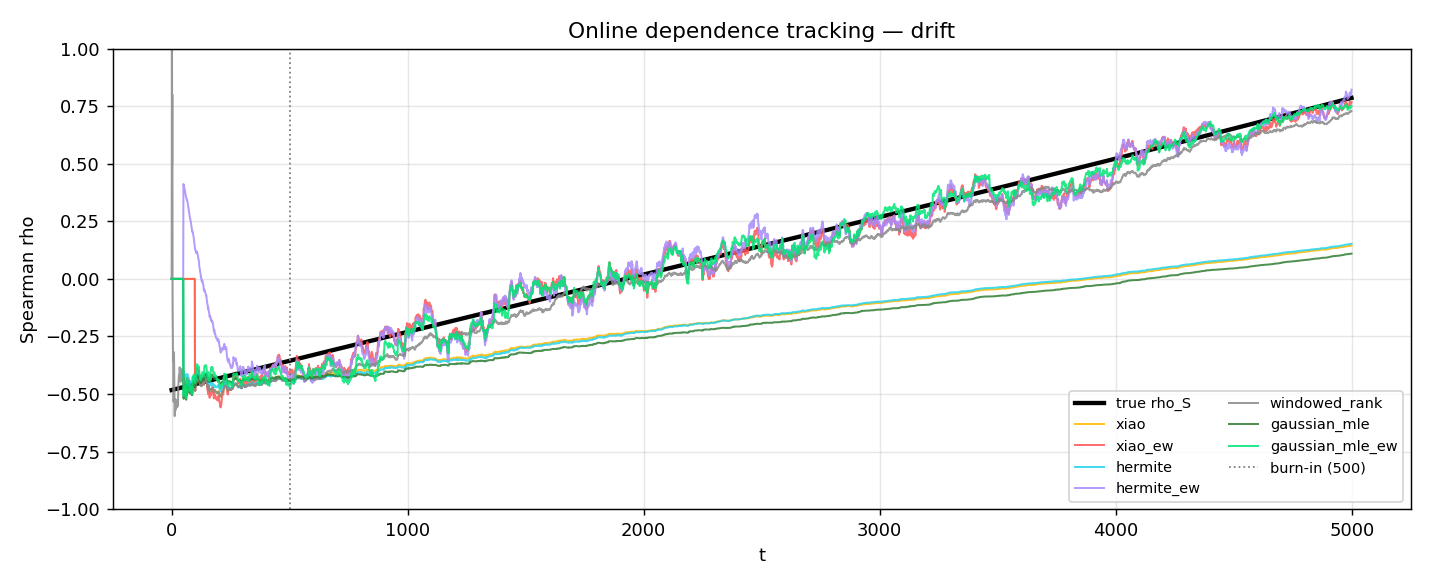 Online dependence tracking — drift
1.00
0.75
0.50
0.25
0.00
−0.25
−0.50
−0.75
−1.00
Spearman rho
0
1000
2000
3000
4000
5000
t
true rho_S
xiao
xiao_ew
hermite
hermite_ew
windowed_rank
gaussian_mle
gaussian_mle_ew
burn-in (500)